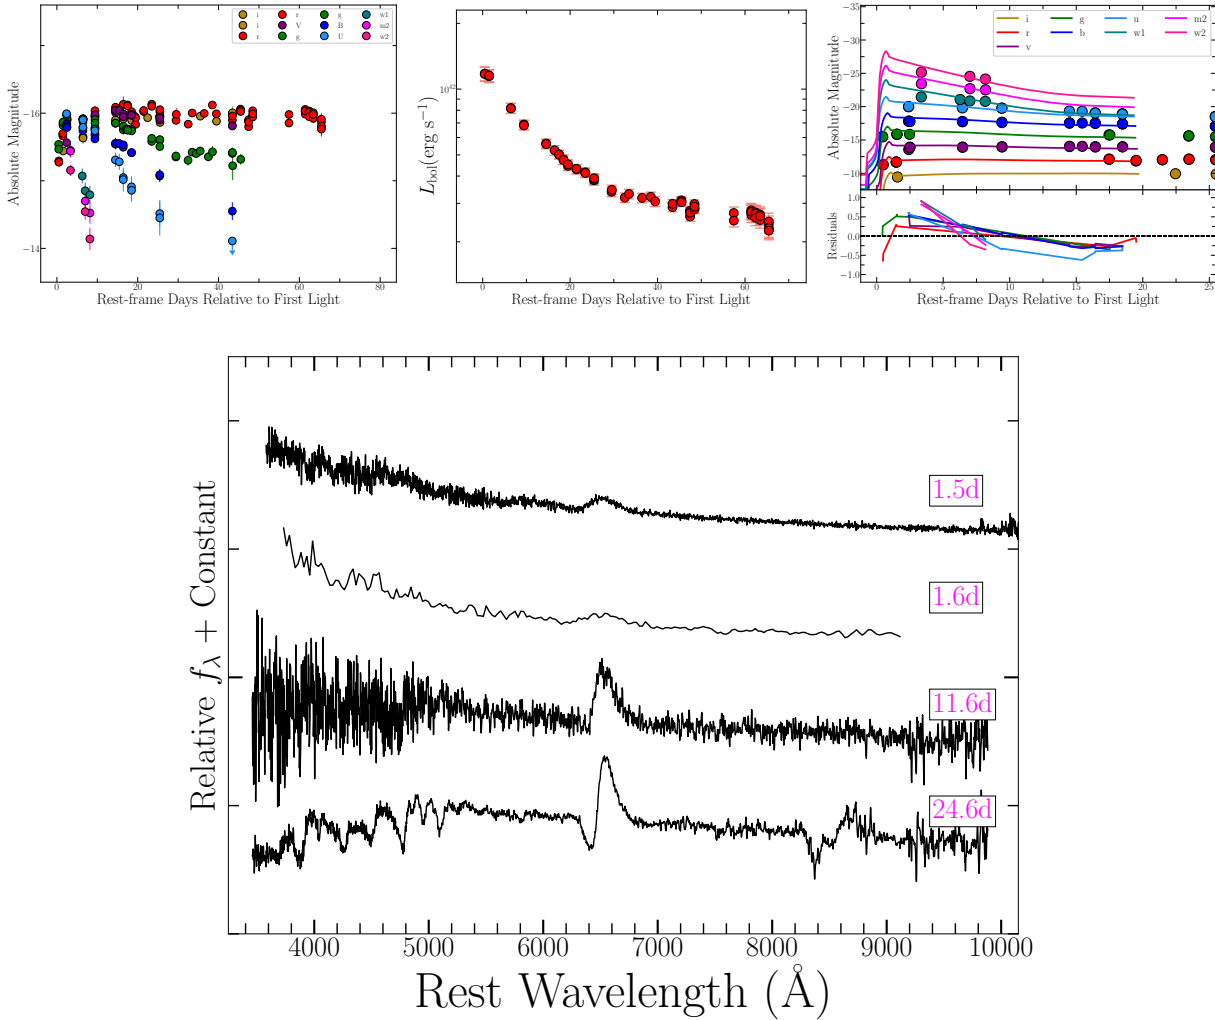 i r g w1
i V B m2
r g U w2
Absolute Magnitude
−16
−14
0 20 40 60 80
Rest-frame Days Relative to First Light
L_bol(erg s⁻¹)
10⁴²
0 20 40 60
Rest-frame Days Relative to First Light
i g u m2
r b w1 w2
v
Absolute Magnitude
−35
−30
−25
−20
−15
−10
Residuals
1.0
0.5
0.0
−0.5
−1.0
0 5 10 15 20 25
Rest-frame Days Relative to First Light
1.5d
1.6d
11.6d
24.6d
Relative f_λ + Constant
4000 5000 6000 7000 8000 9000 10000
Rest Wavelength (Å)